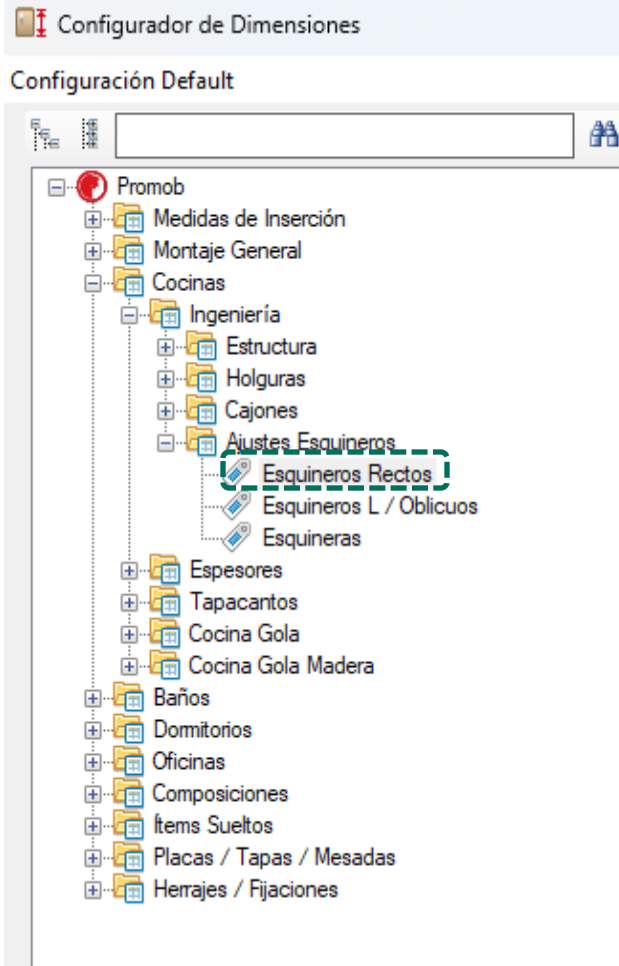 Configurador de Dimensiones
Configuración Default
Promob
Medidas de Inserción
Montaje General
Cocinas
Ingeniería
Estructura
Holguras
Cajones
Ajustes Esquineros
Esquineros Rectos
Esquineros L / Oblicuos
Esquineras
Espesores
Tapacantos
Cocina Gola
Cocina Gola Madera
Baños
Dormitorios
Oficinas
Composiciones
Ítems Sueltos
Placas / Tapas / Mesadas
Herrajes / Fijaciones